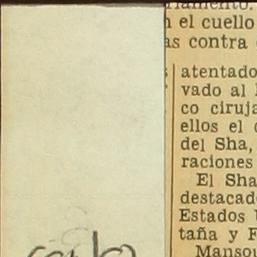 rlamento.
n el cuello
as contra
atentado
vado al
co ciruja
ellos el
del Sha,
raciones
El Sha
destacad
Estados
taña y F
Mansou